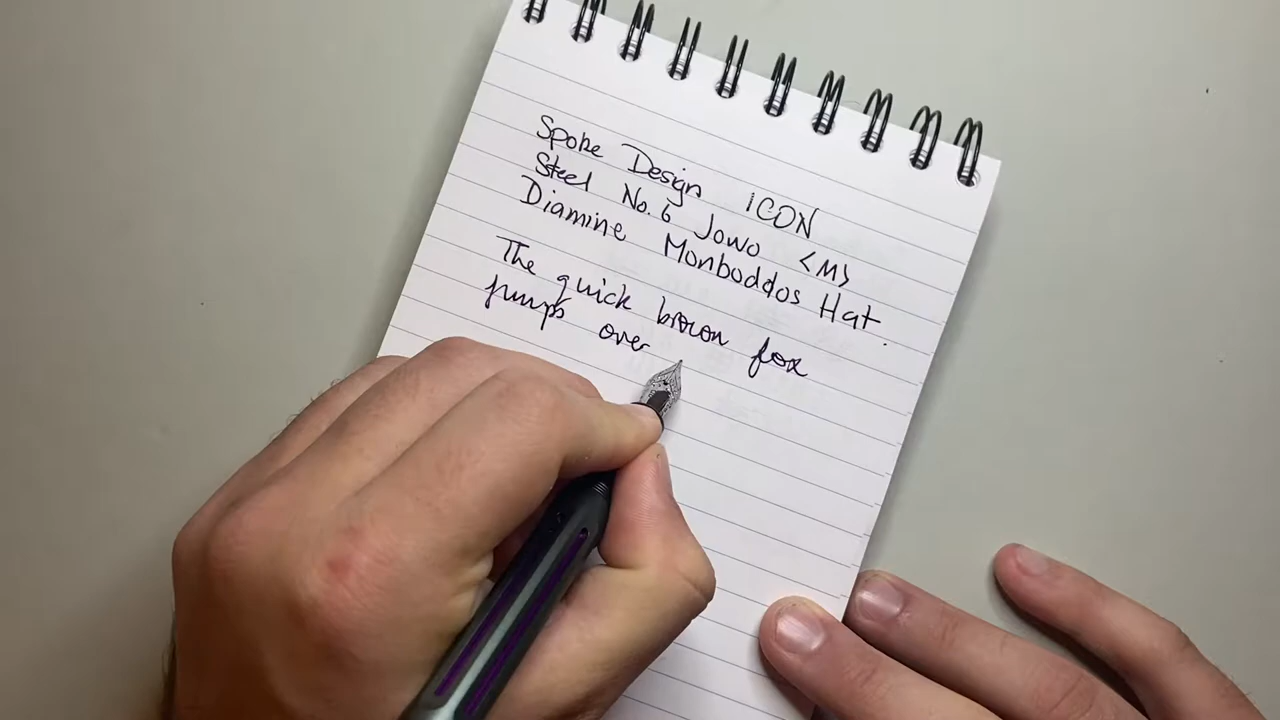 Spoke Design iCON
Steel No. 6 Jowo <M>
Diamine Monboddos Hat.
The quick brown fox
jumps over